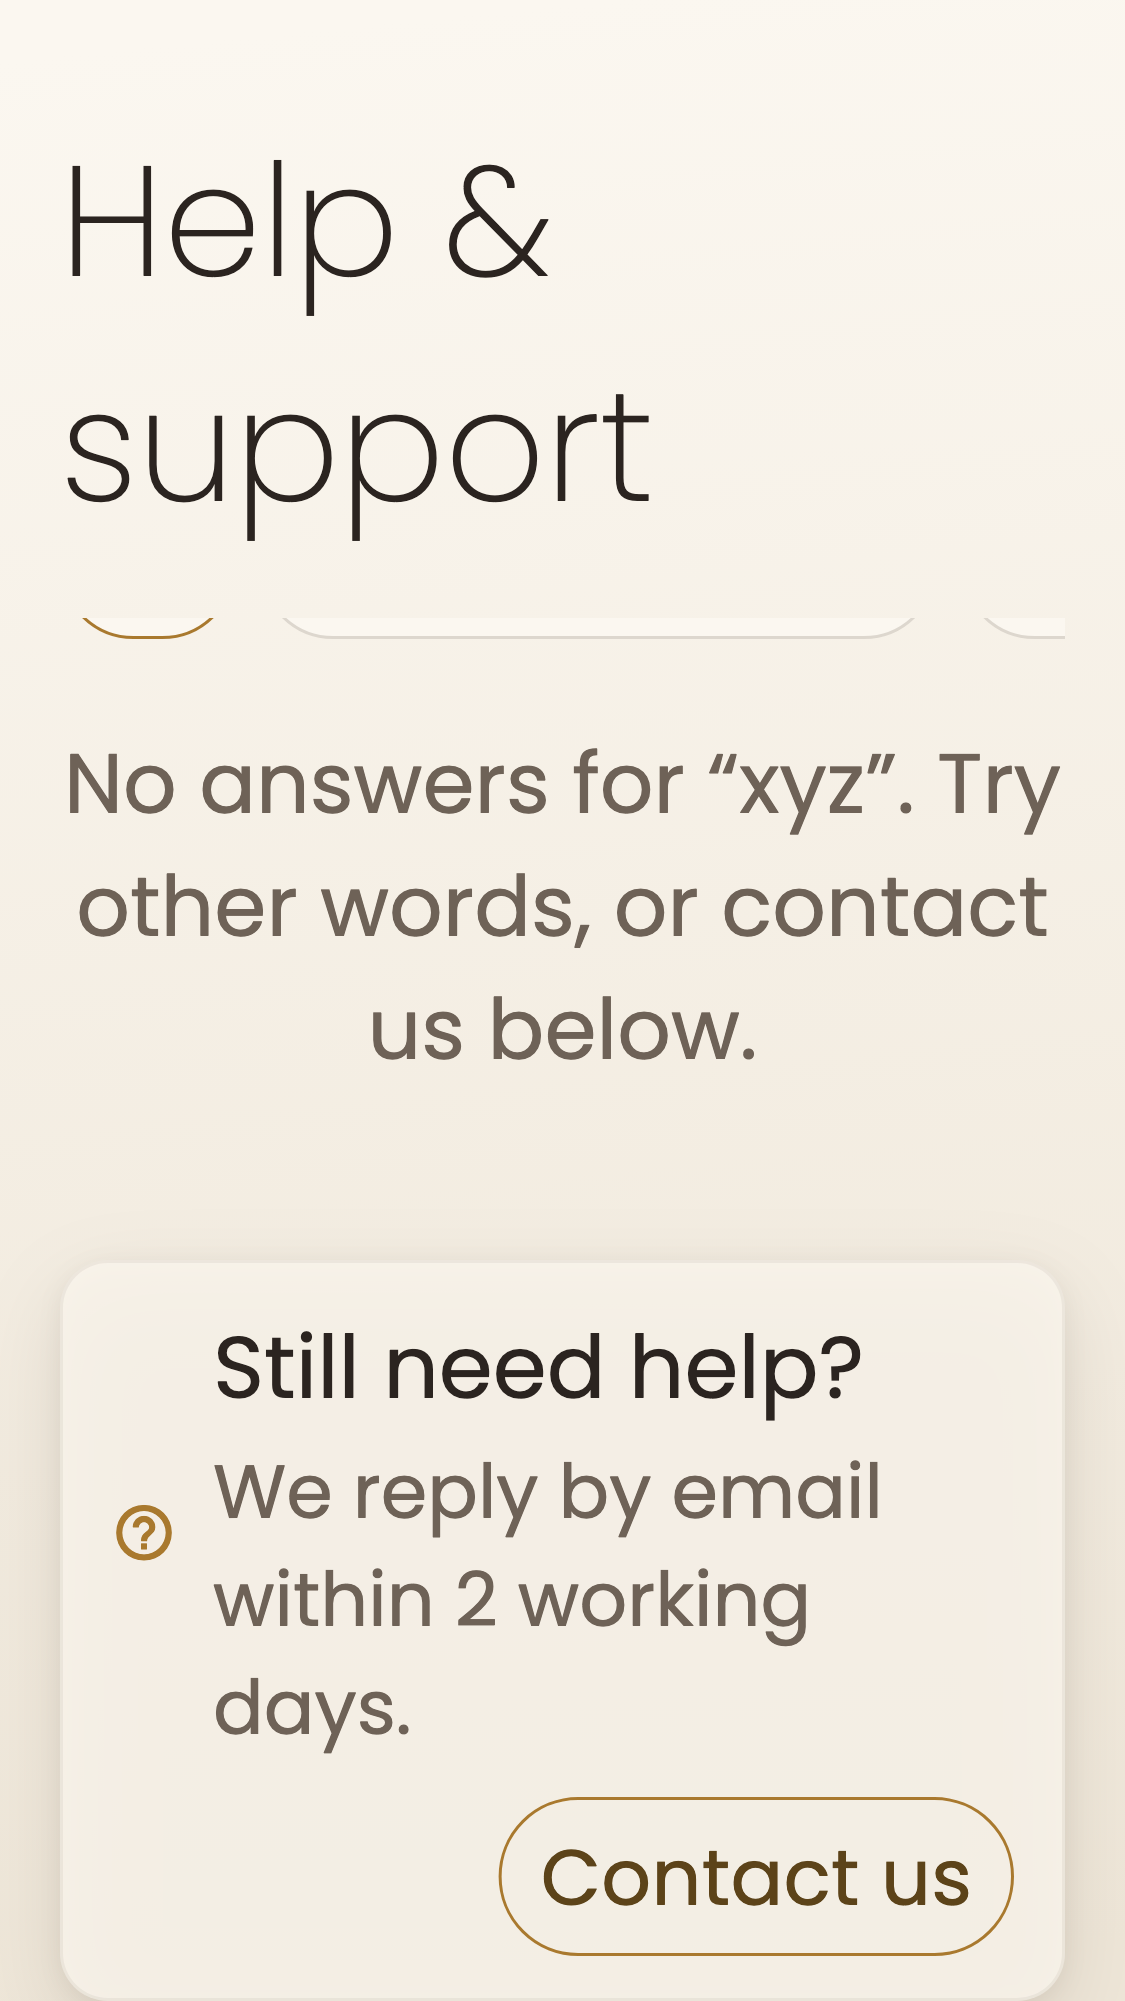 Help &
support
No answers for “xyz”. Try
other words, or contact
us below.
Still need help?
We reply by email
within 2 working
days.
Contact us